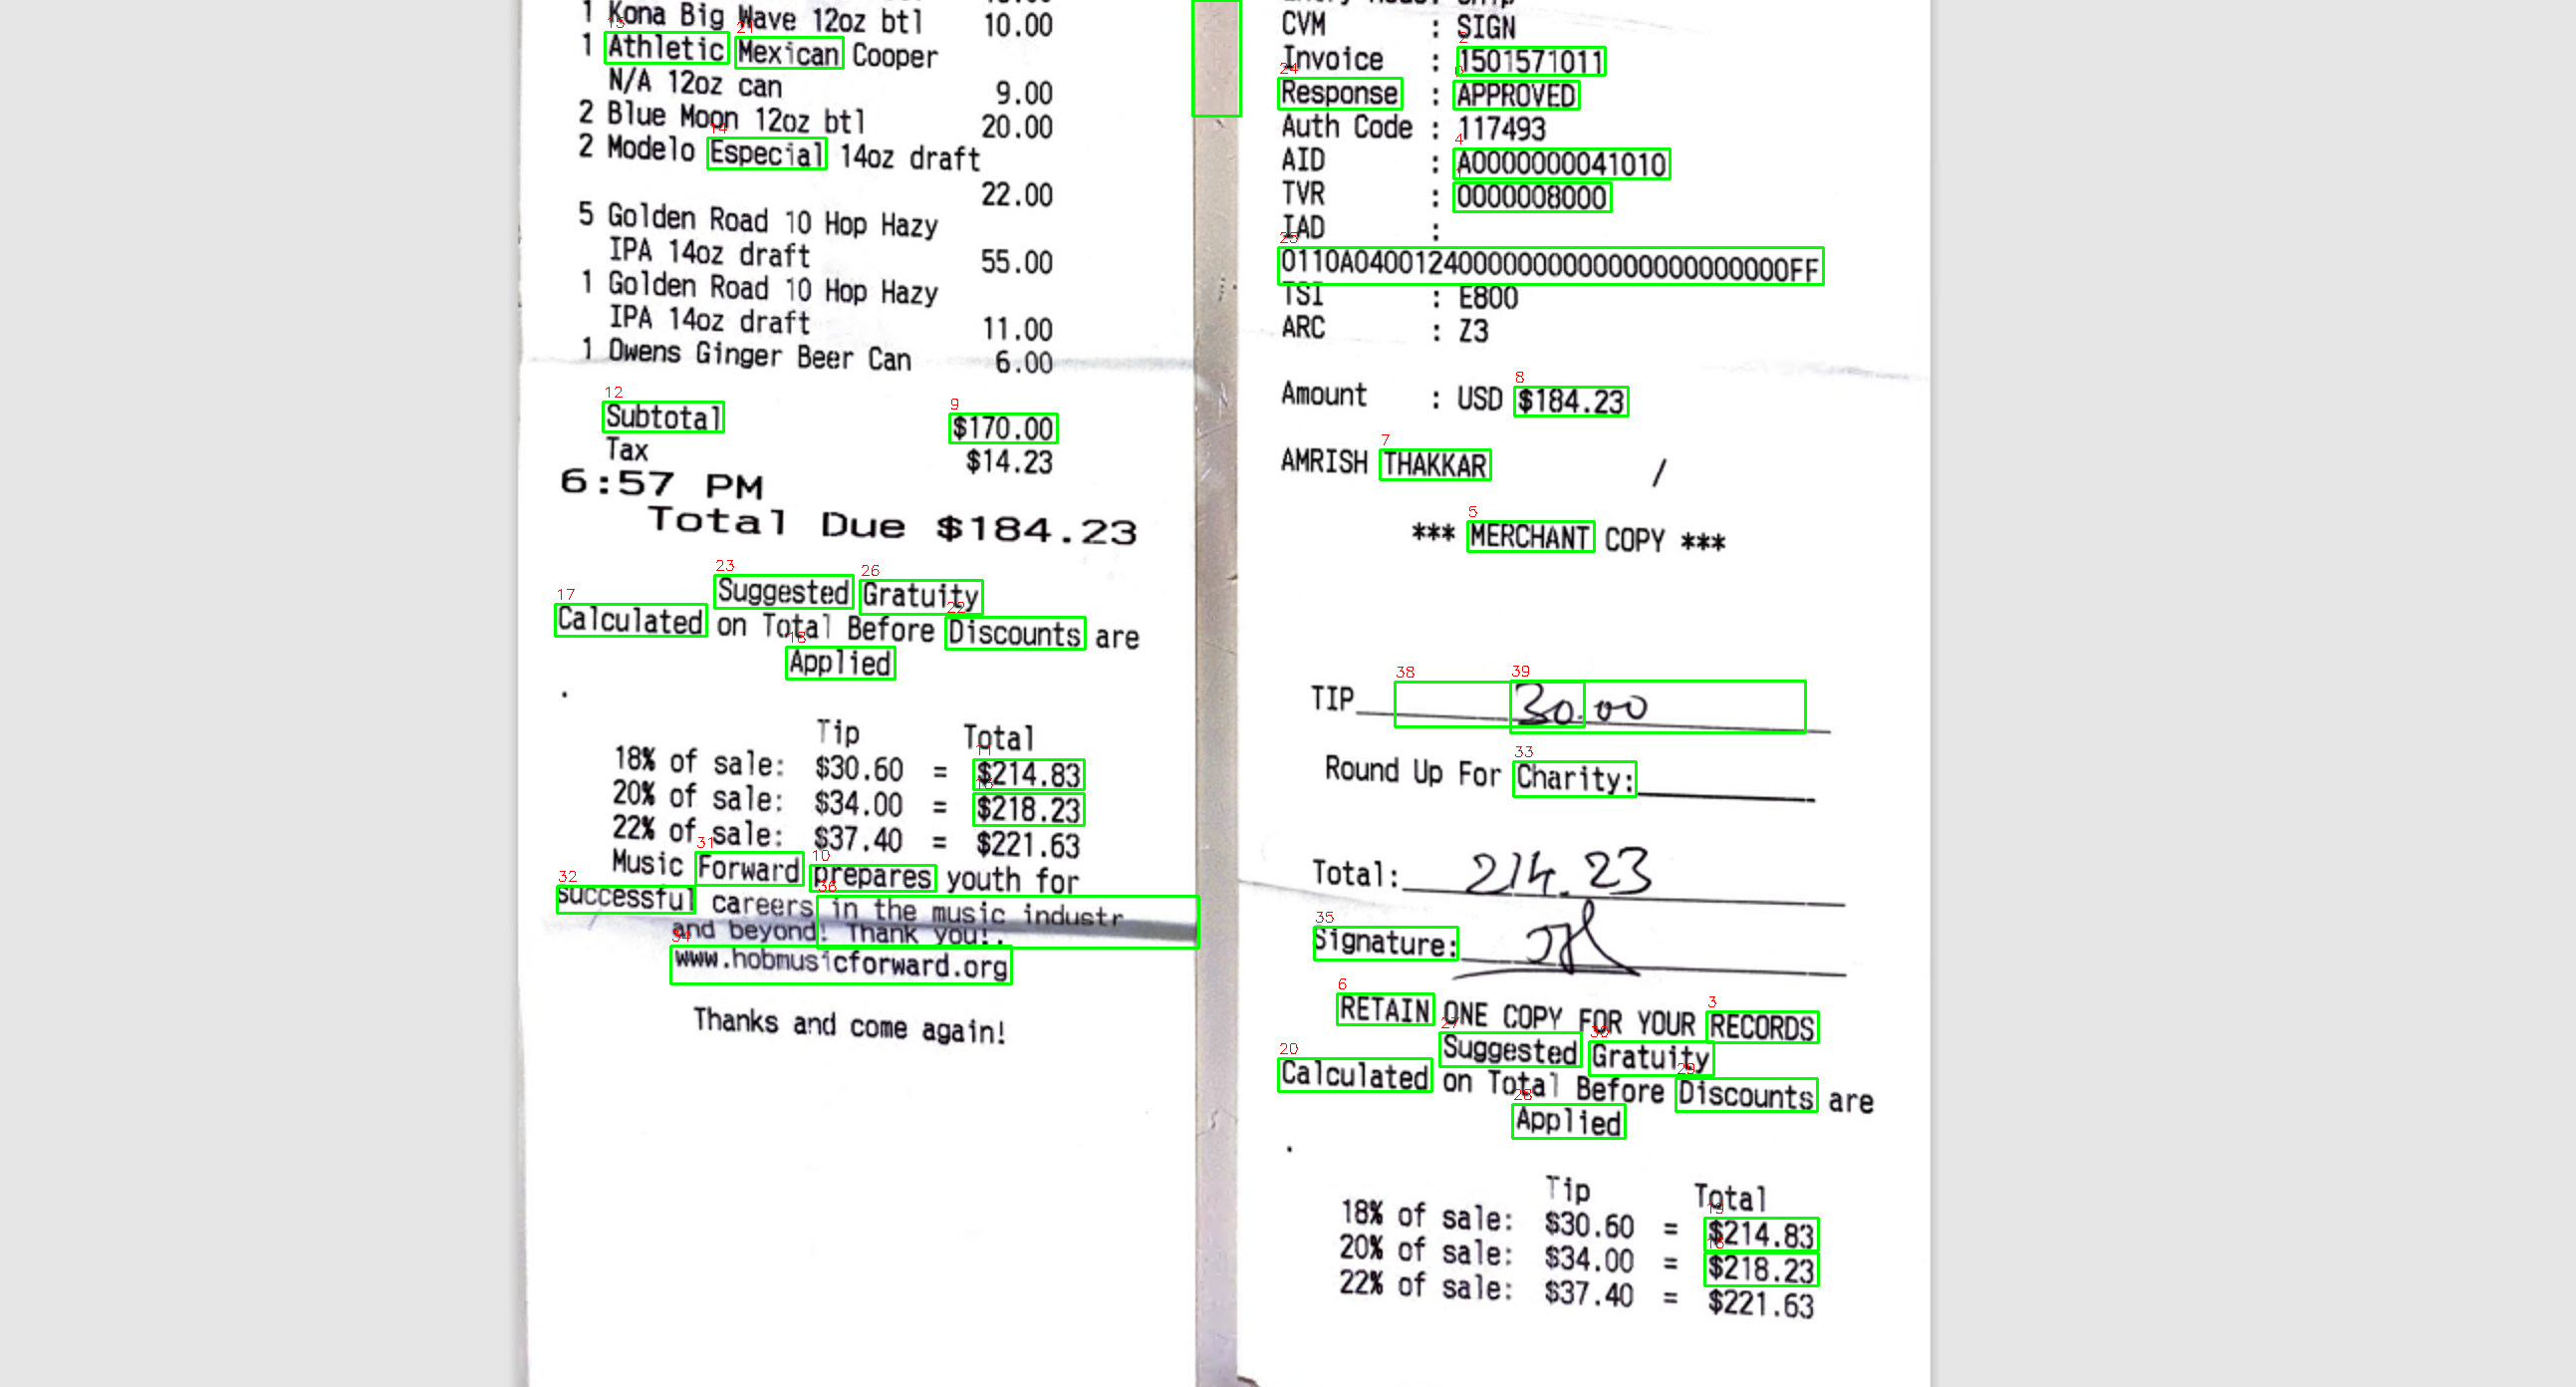 1 Kona Big Wave 12oz btl 10.00
1 Athletic Mexican Cooper
N/A 12oz can 9.00
2 Blue Moon 12oz btl 20.00
2 Modelo Especial 14oz draft
22.00
5 Golden Road 10 Hop Hazy
IPA 14oz draft 55.00
1 Golden Road 10 Hop Hazy
IPA 14oz draft 11.00
1 Owens Ginger Beer Can 6.00
Subtotal $170.00
Tax $14.23
6:57 PM
Total Due $184.23
Suggested Gratuity
Calculated on Total Before Discounts are
Applied
.
Tip Total
18% of sale: $30.60 = $214.83
20% of sale: $34.00 = $218.23
22% of sale: $37.40 = $221.63
Music Forward prepares youth for
successful careers in the music industr
and beyond! Thank you!.
www.hobmusicforward.org
Thanks and come again!
CVM : SIGN
Invoice : 1501571011
Response : APPROVED
Auth Code : 117493
AID : A0000000041010
TVR : 0000008000
IAD :
TSI : E800
ARC : Z3
Amount : USD $184.23
AMRISH THAKKAR /
*** MERCHANT COPY ***
TIP 30.00
Round Up For Charity:
Total: 214.23
Signature:
RETAIN ONE COPY FOR YOUR RECORDS
Suggested Gratuity
Calculated on Total Before Discounts are
Applied
.
Tip Total
18% of sale: $30.60 = $214.83
20% of sale: $34.00 = $218.23
22% of sale: $37.40 = $221.63